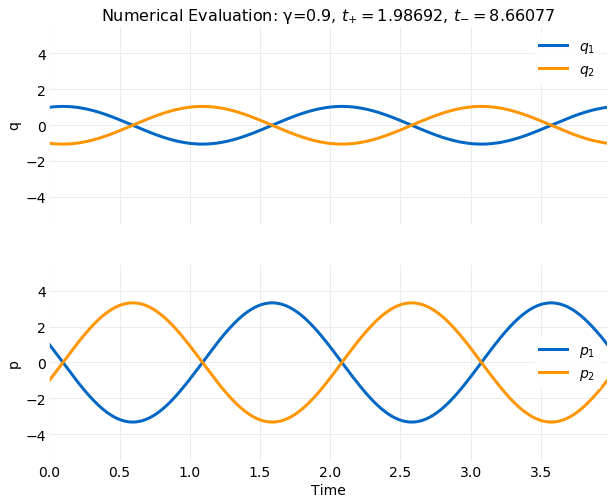 Numerical Evaluation: γ=0.9, t₊ = 1.98692, t₋ = 8.66077
4
2
0
−2
−4
q
q₁
q₂
4
2
0
−2
−4
p
p₁
p₂
0.0 0.5 1.0 1.5 2.0 2.5 3.0 3.5
Time